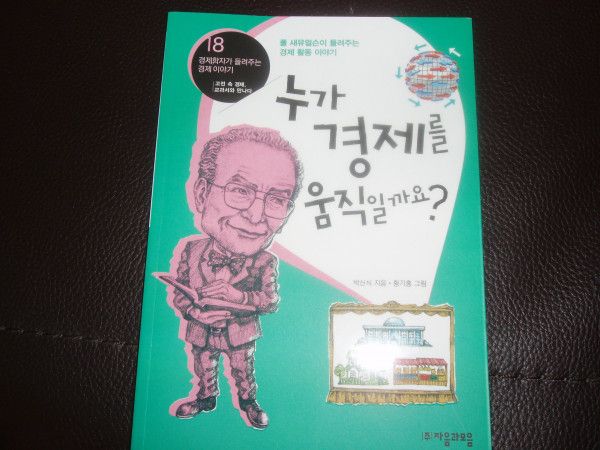 18
경제학자가 들려주는
경제 이야기
고전 속 경제,
교과서와 만나다
폴 새뮤얼슨이 들려주는
경제 활동 이야기
누가
경제를
움직일까요?
박신식 지음 • 황기홍 그림
(주)자음과모음